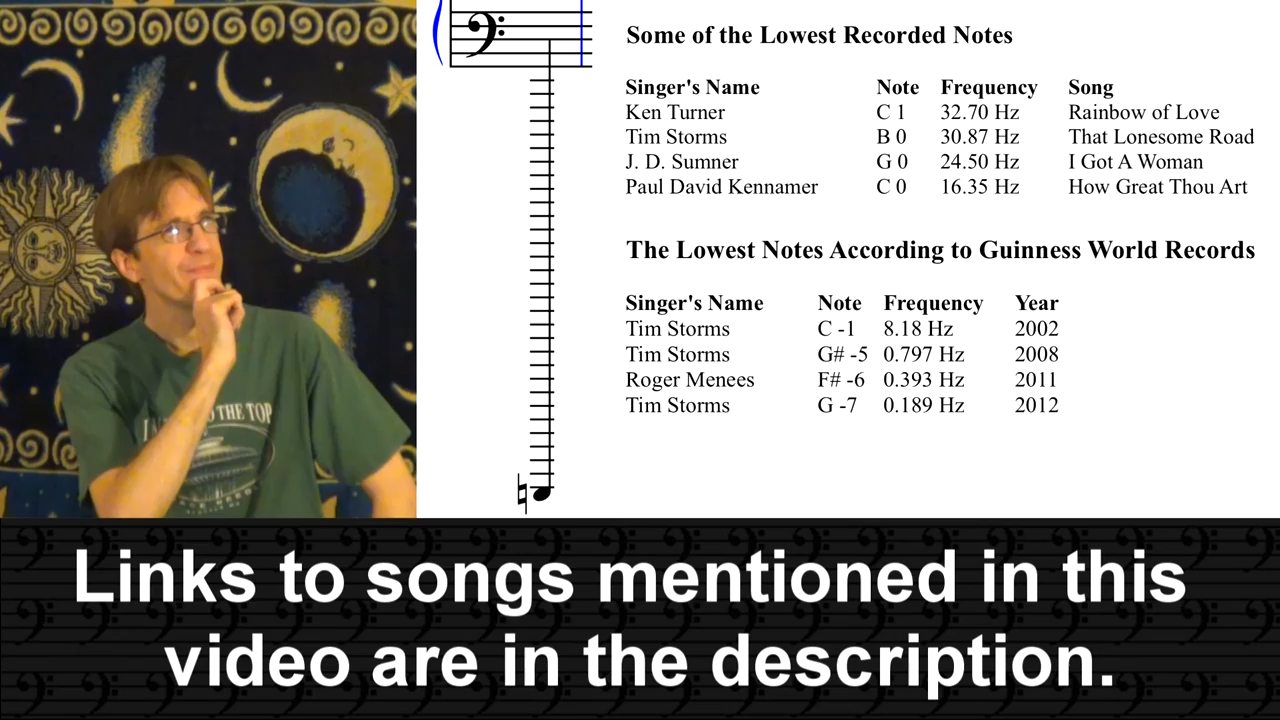 Some of the Lowest Recorded Notes
Singer's Name Note Frequency Song
Ken Turner C 1 32.70 Hz Rainbow of Love
Tim Storms B 0 30.87 Hz That Lonesome Road
J. D. Sumner G 0 24.50 Hz I Got A Woman
Paul David Kennamer C 0 16.35 Hz How Great Thou Art
The Lowest Notes According to Guinness World Records
Singer's Name Note Frequency Year
Tim Storms C -1 8.18 Hz 2002
Tim Storms G# -5 0.797 Hz 2008
Roger Menees F# -6 0.393 Hz 2011
Tim Storms G -7 0.189 Hz 2012
THE TOP
Links to songs mentioned in this
video are in the description.